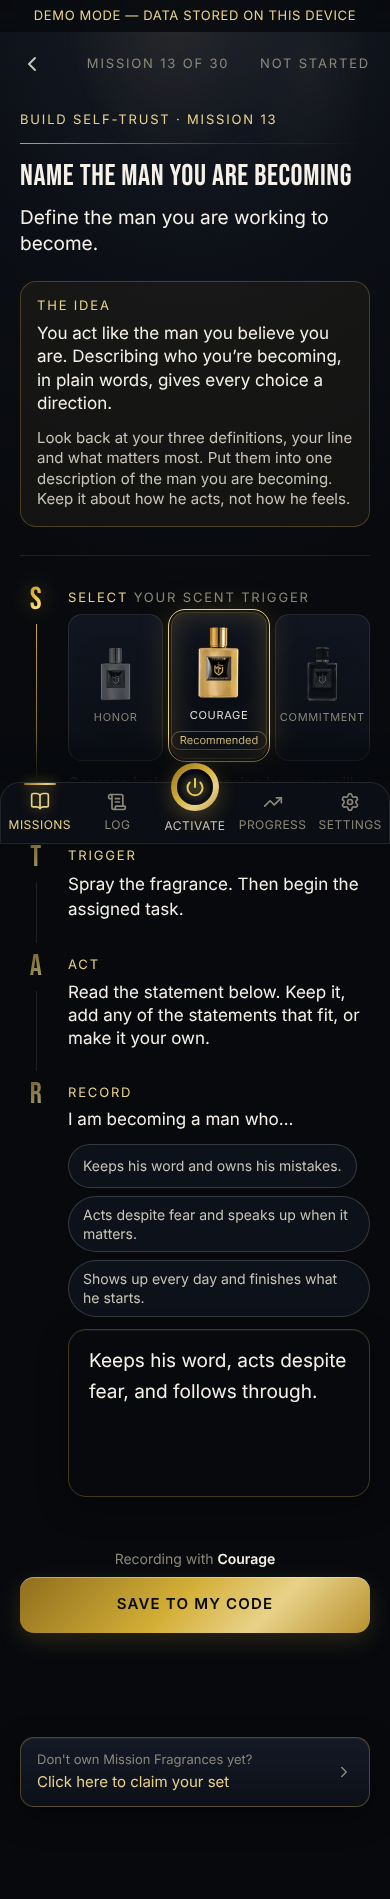 DEMO MODE — DATA STORED ON THIS DEVICE
MISSION 13 OF 30
NOT STARTED
BUILD SELF-TRUST · MISSION 13
NAME THE MAN YOU ARE BECOMING
Define the man you are working to
become.
THE IDEA
You act like the man you believe you
are. Describing who you’re becoming,
in plain words, gives every choice a
direction.
Look back at your three definitions, your line
and what matters most. Put them into one
description of the man you are becoming.
Keep it about how he acts, not how he feels.
S
SELECT YOUR SCENT TRIGGER
HONOR
COURAGE
Recommended
COMMITMENT
MISSIONS
LOG
ACTIVATE
PROGRESS
SETTINGS
T
TRIGGER
Spray the fragrance. Then begin the
assigned task.
A
ACT
Read the statement below. Keep it,
add any of the statements that fit, or
make it your own.
R
RECORD
I am becoming a man who…
Keeps his word and owns his mistakes.
Acts despite fear and speaks up when it
matters.
Shows up every day and finishes what
he starts.
Keeps his word, acts despite
fear, and follows through.
Recording with Courage
SAVE TO MY CODE
Don't own Mission Fragrances yet?
Click here to claim your set